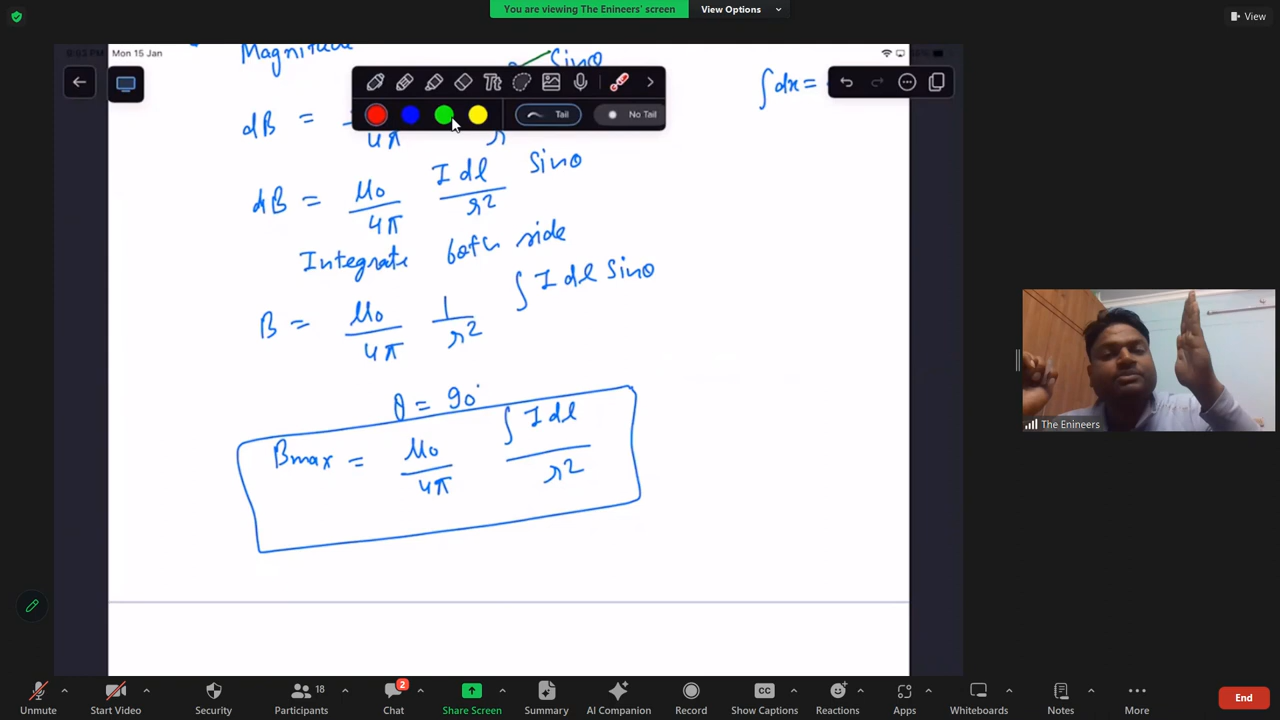 You are viewing The Enineers' screen
View Options
View
Mon 15 Jan
Magnitude
Sinθ
∫dx =
Tail
No Tail
dB =
4π
dB = μ₀/4π I dl/r² Sinθ
Integrate both side
B = μ₀/4π 1/r² ∫ I dl Sinθ
θ = 90°
Bmax = μ₀/4π ∫ I dl/r²
The Enineers
18
2
CC
Unmute
Start Video
Security
Participants
Chat
Share Screen
Summary
AI Companion
Record
Show Captions
Reactions
Apps
Whiteboards
Notes
More
End